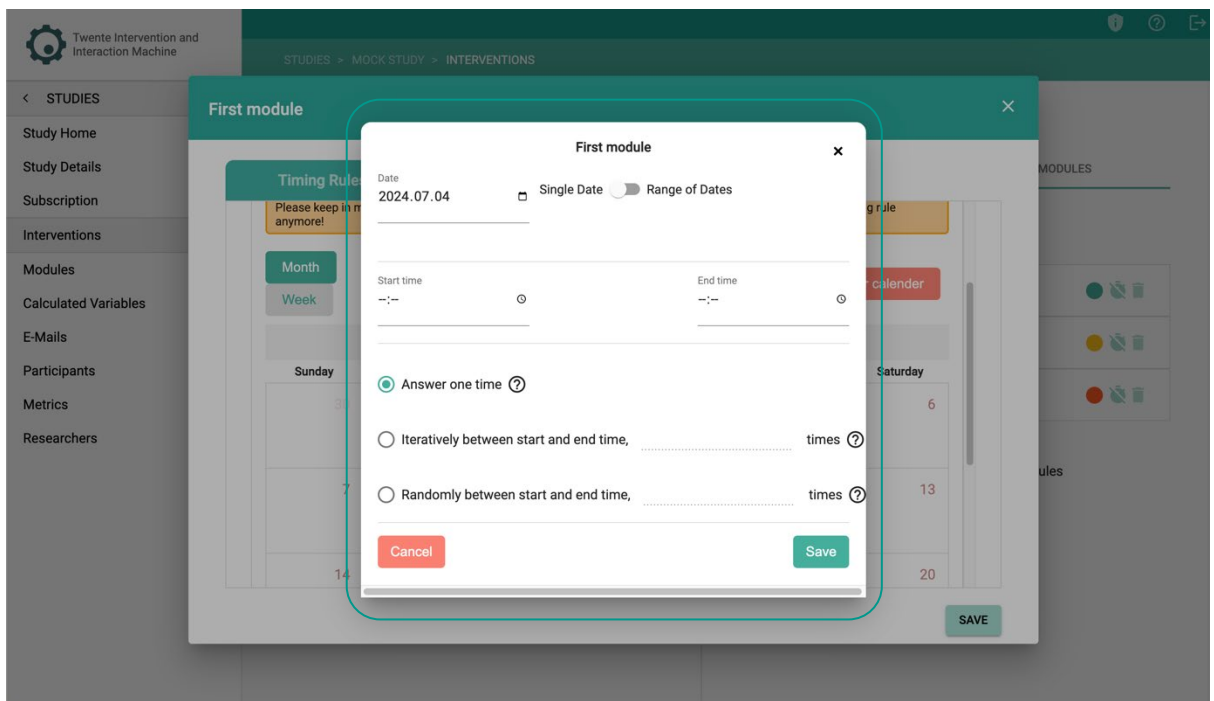 Twente Intervention and
Interaction Machine
STUDIES > MOCK STUDY > INTERVENTIONS
< STUDIES
Study Home
Study Details
Subscription
Interventions
Modules
Calculated Variables
E-Mails
Participants
Metrics
Researchers
First module
MODULES
Timing Rule
Please keep in m
g rule
anymore!
Month
Week
r calender
Sunday
Saturday
6
7
13
14
20
ules
SAVE
First module
Date
2024.07.04
Single Date
Range of Dates
Start time
End time
--:--
--:--
Answer one time
Iteratively between start and end time,
times
Randomly between start and end time,
times
Cancel
Save